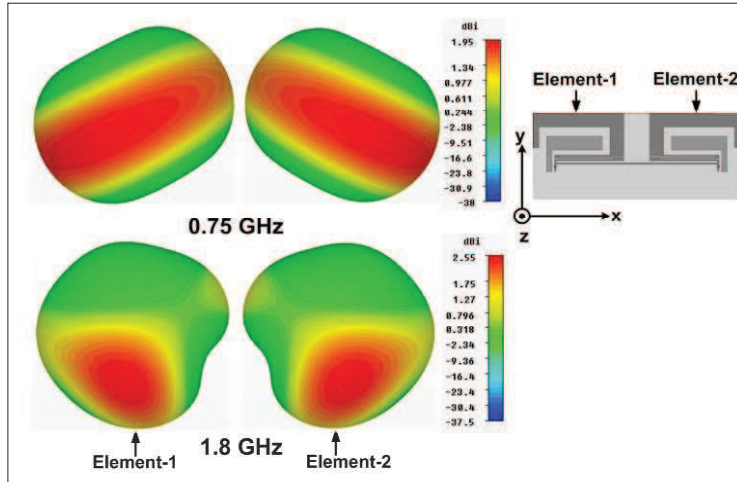 dBi
1.95
1.34
0.977
0.611
0.244
-2.38
-9.51
-16.6
-23.8
-30.9
-38
0.75 GHz
Element-1 Element-2
y
x
z
dBi
2.55
1.75
1.27
0.796
0.318
-2.34
-9.36
-16.4
-23.4
-30.4
-37.5
1.8 GHz
Element-1 Element-2